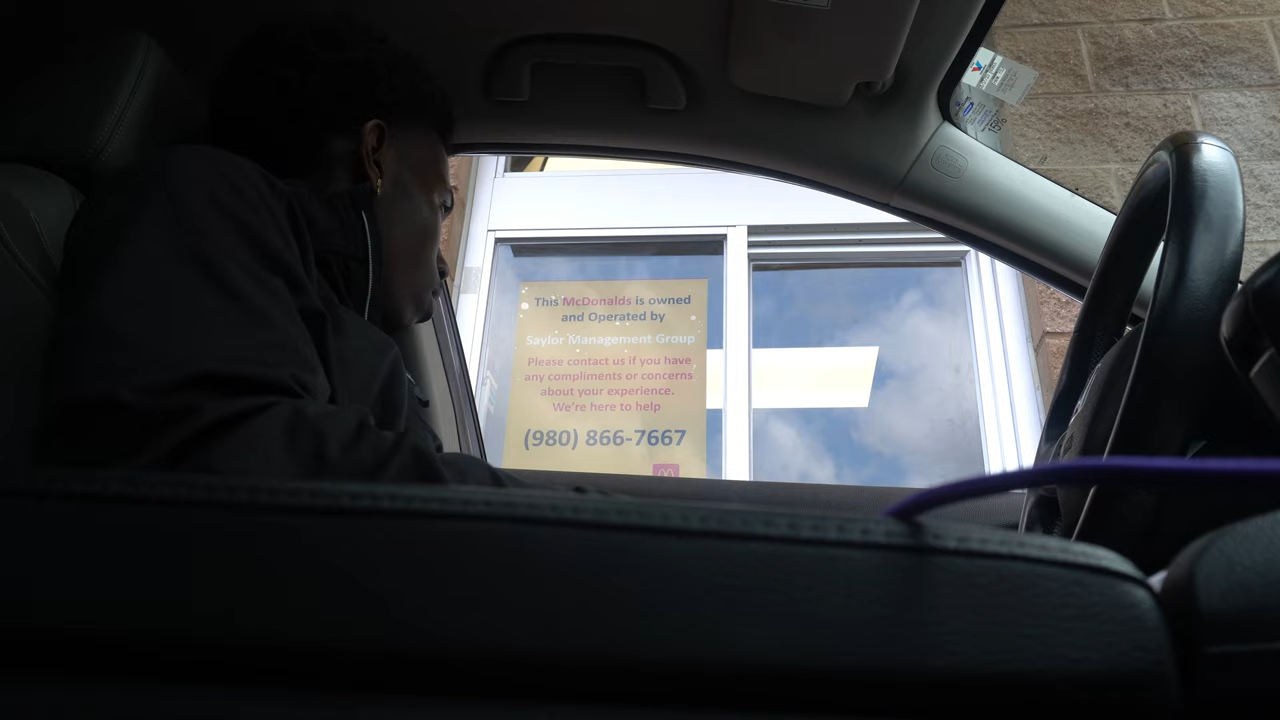 This McDonalds is owned
and Operated by
Saylor Management Group
Please contact us if you have
any compliments or concerns
about your experience.
We're here to help
(980) 866-7667
15%